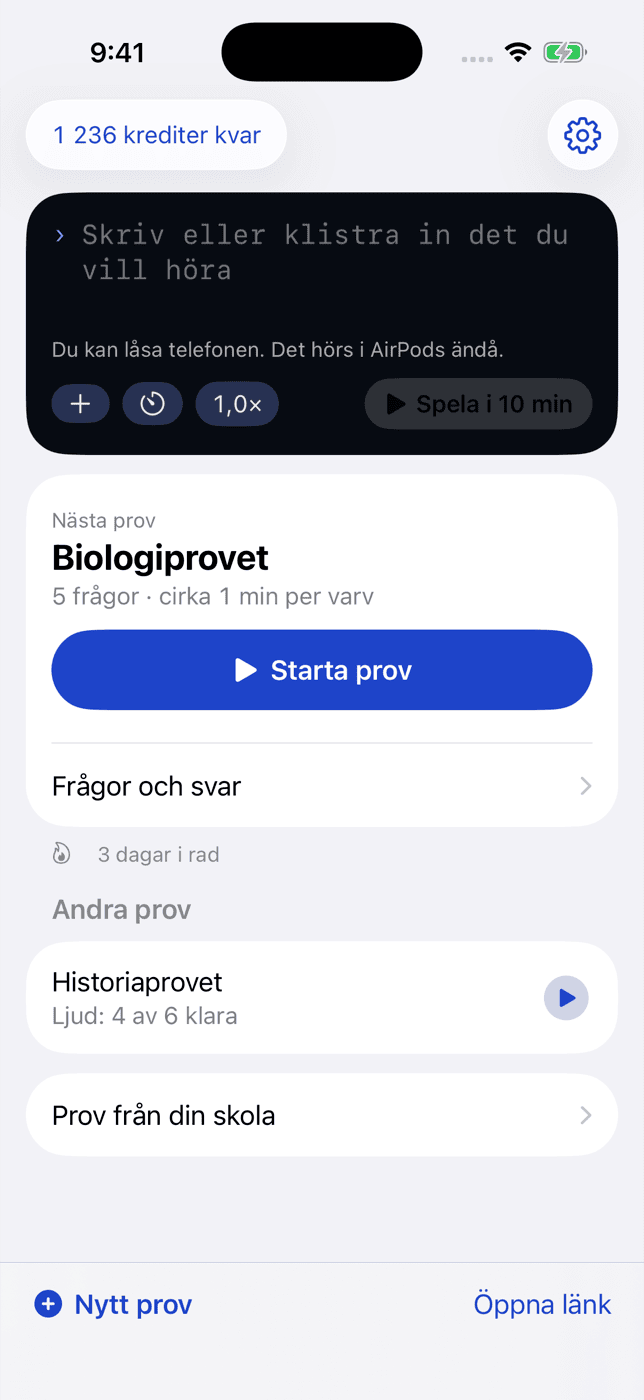 9:41
1 236 krediter kvar
› Skriv eller klistra in det du
vill höra
Du kan låsa telefonen. Det hörs i AirPods ändå.
1,0×
Spela i 10 min
Nästa prov
Biologiprovet
5 frågor · cirka 1 min per varv
Starta prov
Frågor och svar
3 dagar i rad
Andra prov
Historiaprovet
Ljud: 4 av 6 klara
Prov från din skola
Nytt prov
Öppna länk